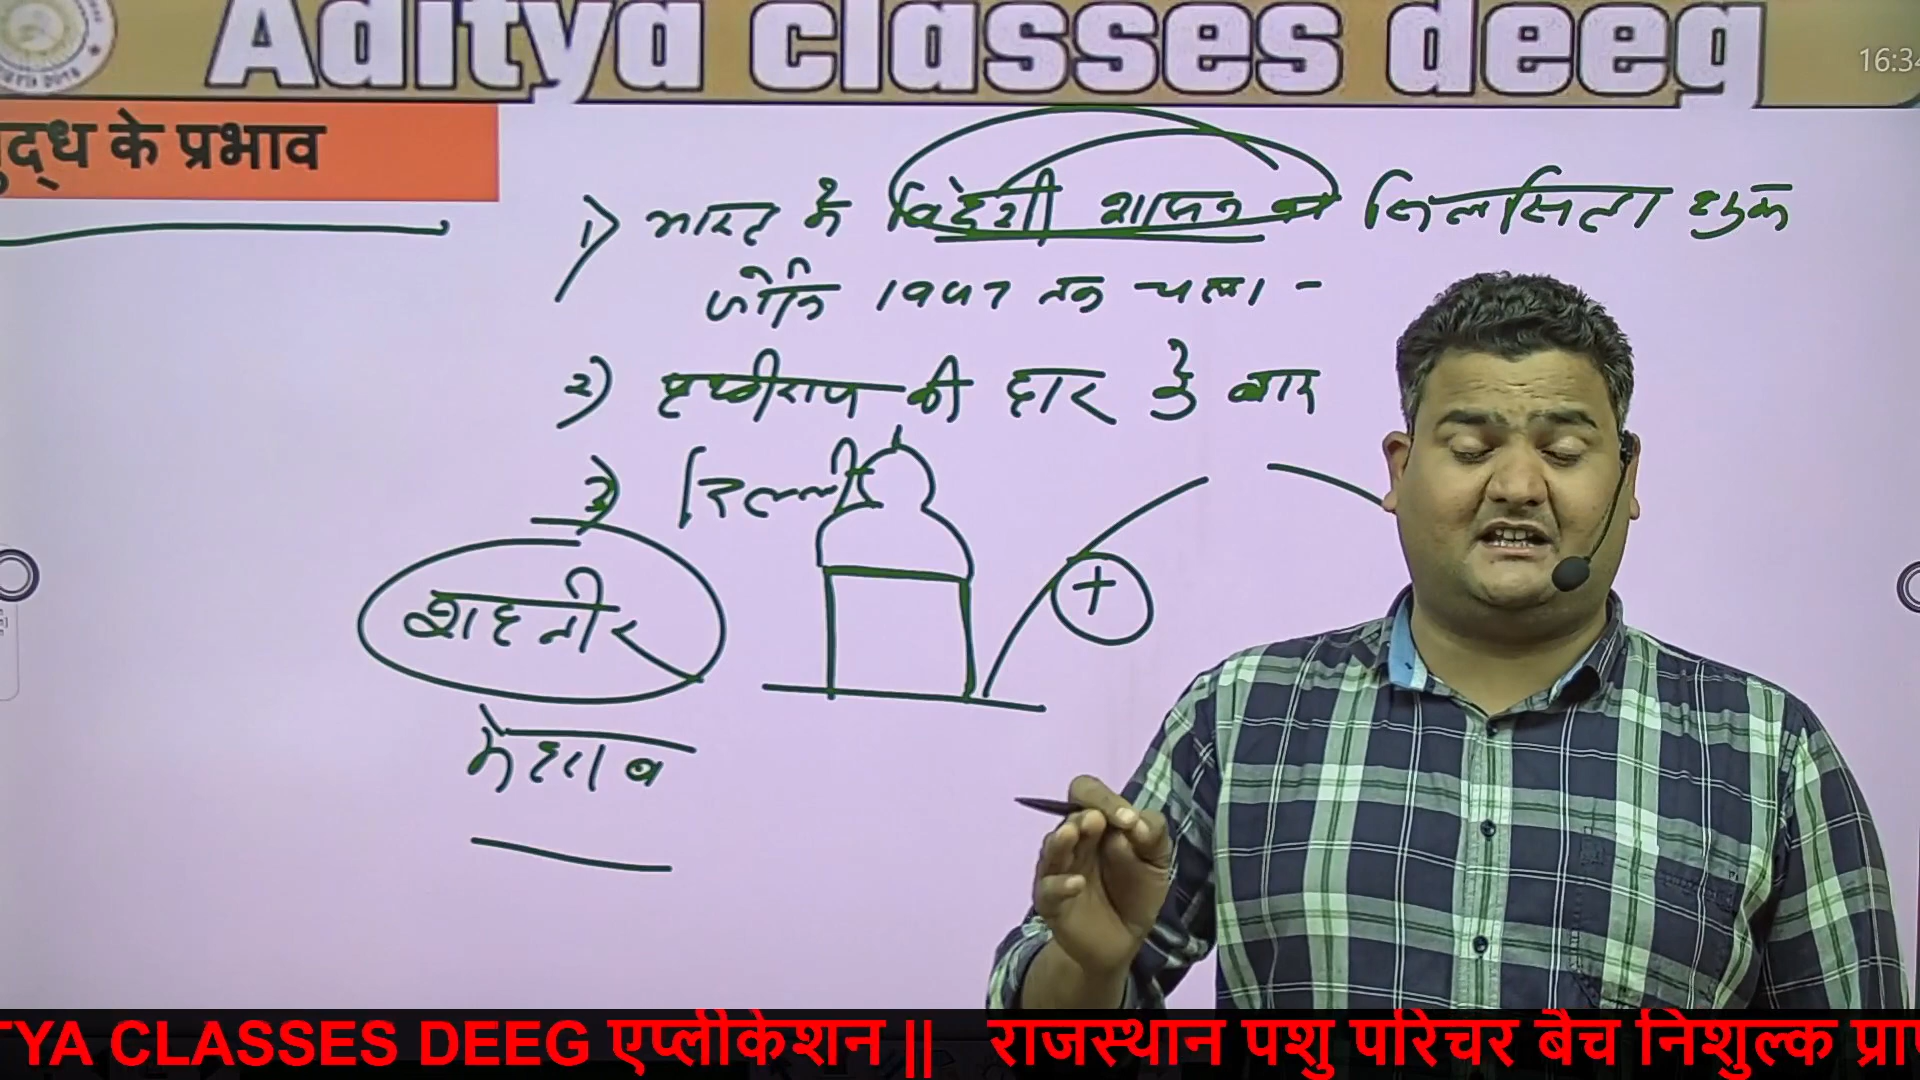 Aditya classes deeg
16:34
युद्ध के प्रभाव
1) भारत में विदेशी शासन का सिलसिला शुरू
जोकि 1947 तक चला -
2) पृथ्वीराज की हार के बाद
3) दिल्ली
+
शहतीर
मेहराब
TYA CLASSES DEEG एप्लीकेशन || राजस्थान पशु परिचर बैच निशुल्क प्रा